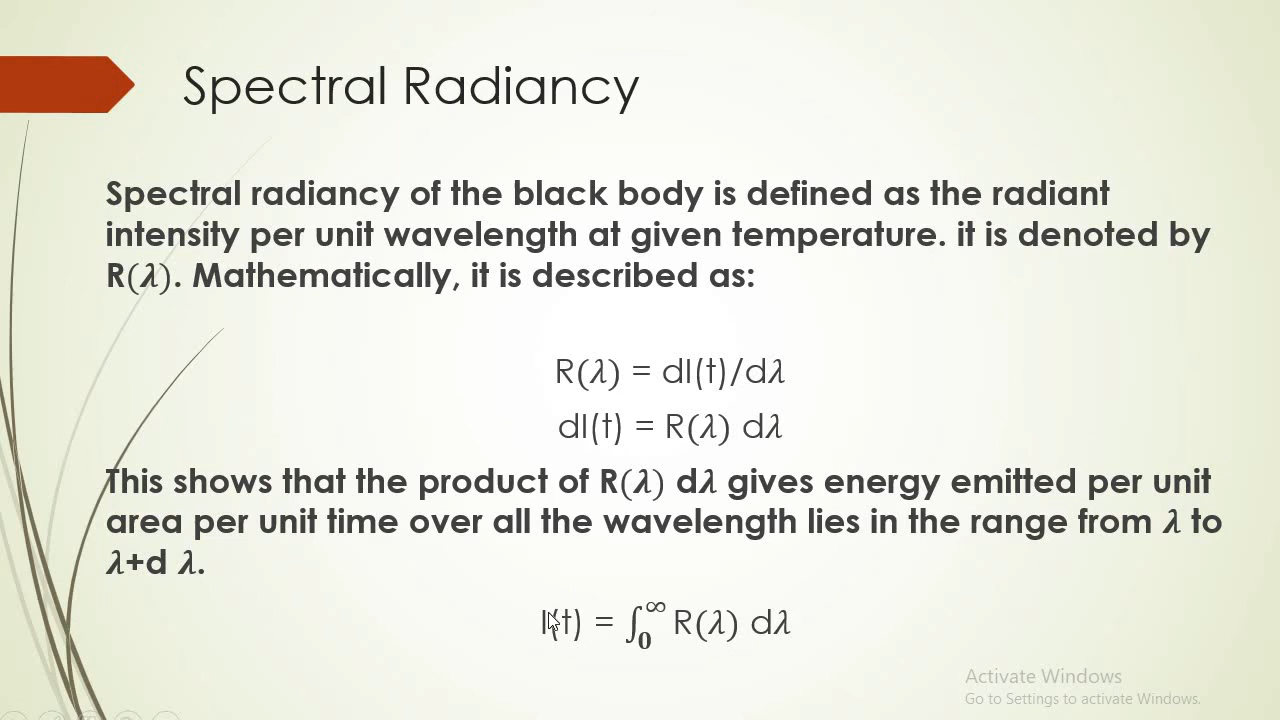 Spectral Radiancy
Spectral radiancy of the black body is defined as the radiant
intensity per unit wavelength at given temperature. it is denoted by
R(λ). Mathematically, it is described as:
R(λ) = dI(t)/dλ
dI(t) = R(λ) dλ
This shows that the product of R(λ) dλ gives energy emitted per unit
area per unit time over all the wavelength lies in the range from λ to
λ+d λ.
I(t) = ∫₀^∞ R(λ) dλ
Activate Windows
Go to Settings to activate Windows.